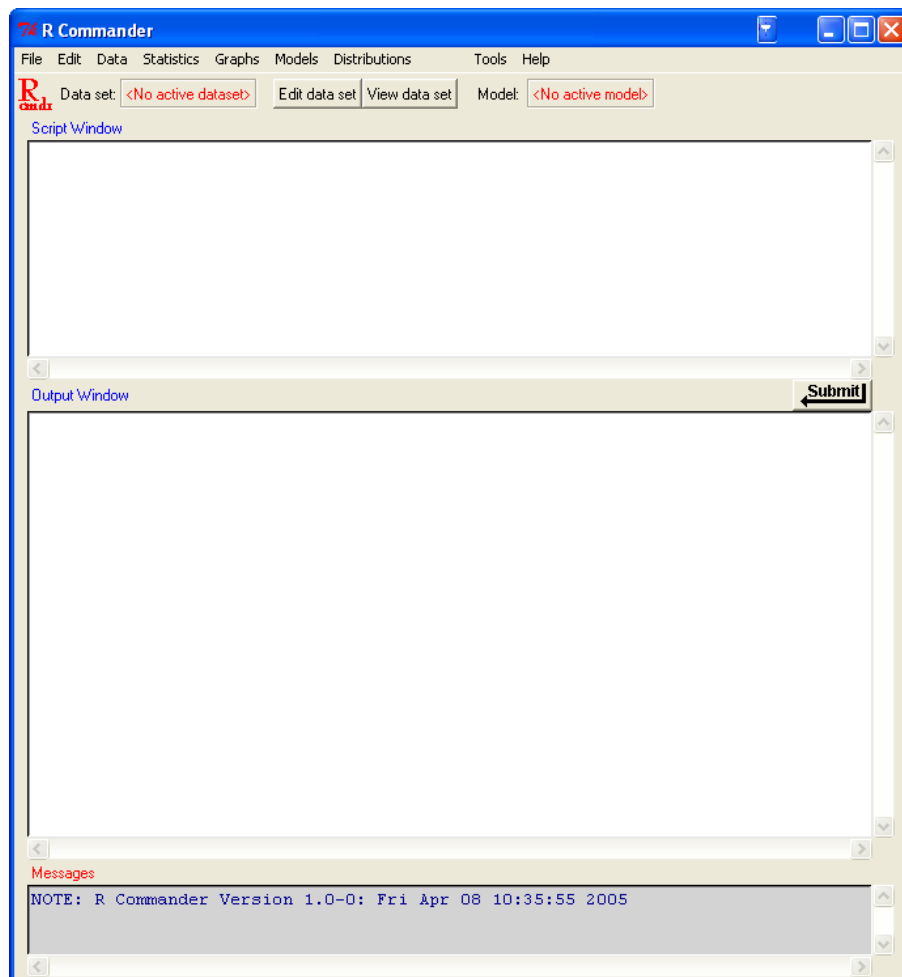 R Commander
File Edit Data Statistics Graphs Models Distributions Tools Help
R cmdr Data set: <No active dataset> Edit data set View data set Model: <No active model>
Script Window
Output Window Submit
Messages
NOTE: R Commander Version 1.0-0: Fri Apr 08 10:35:55 2005